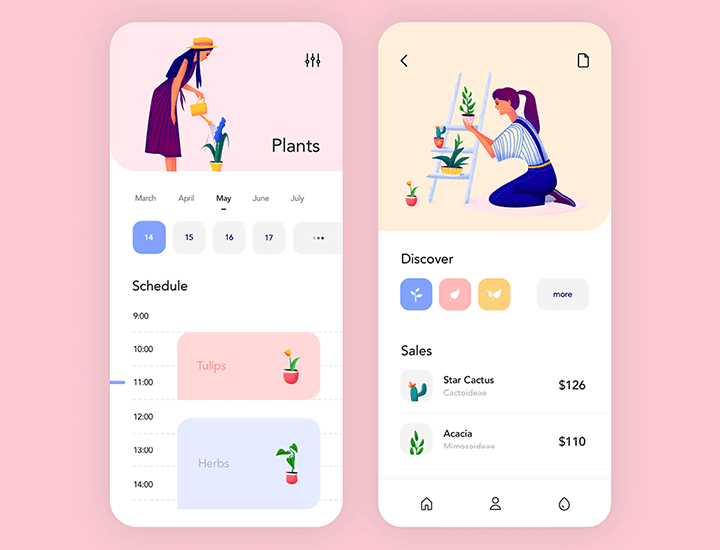 Plants
March April May June July
14 15 16 17
Schedule
9:00
10:00
Tulips
11:00
12:00
13:00
Herbs
14:00
Discover
more
Sales
Star Cactus
Cactoideae
$126
Acacia
Mimosoideae
$110